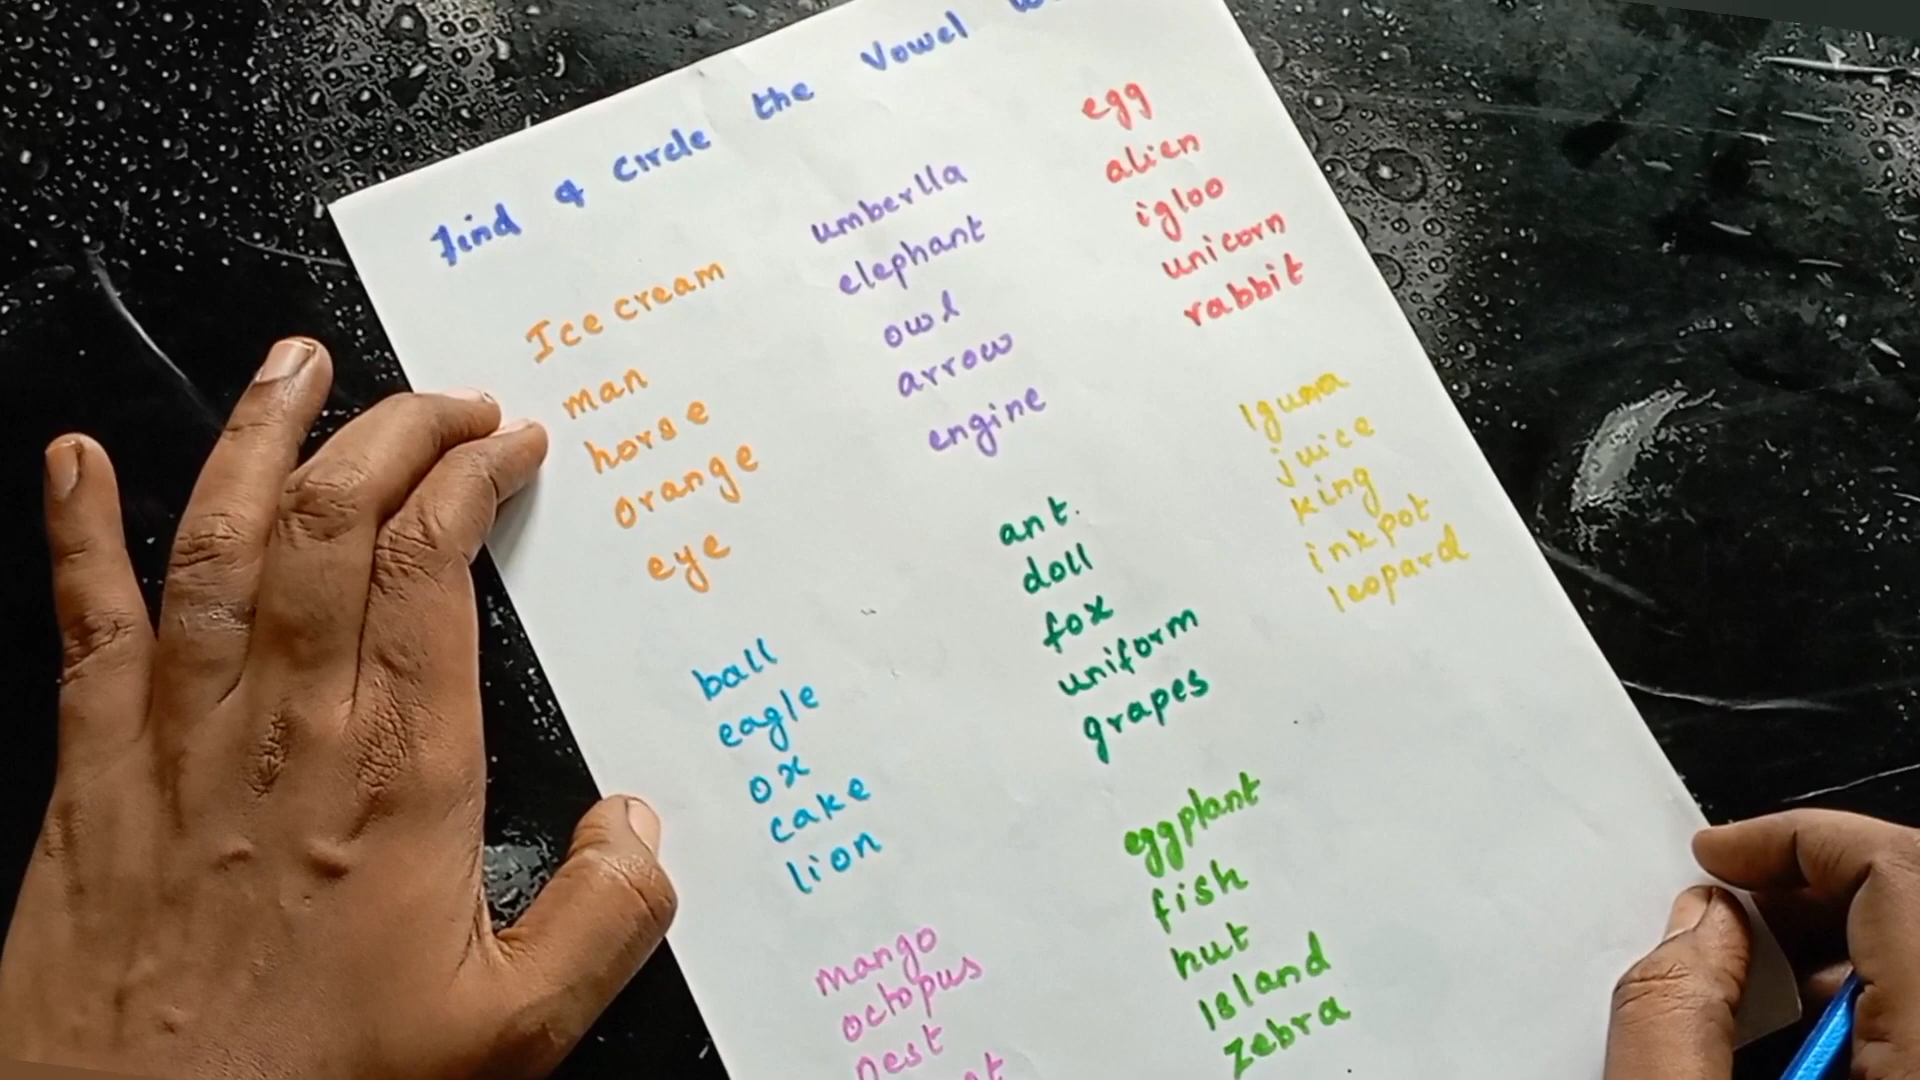 Find & Circle the Vowel
Ice cream
man
horse
orange
eye
umberlla
elephant
owl
arrow
engine
egg
alien
igloo
unicorn
rabbit
ball
eagle
ox
cake
lion
ant.
doll
fox
uniform
grapes
Iguna
juice
king
inkpot
leopard
mango
octopus
nest
eggplant
fish
hut
Island
zebra